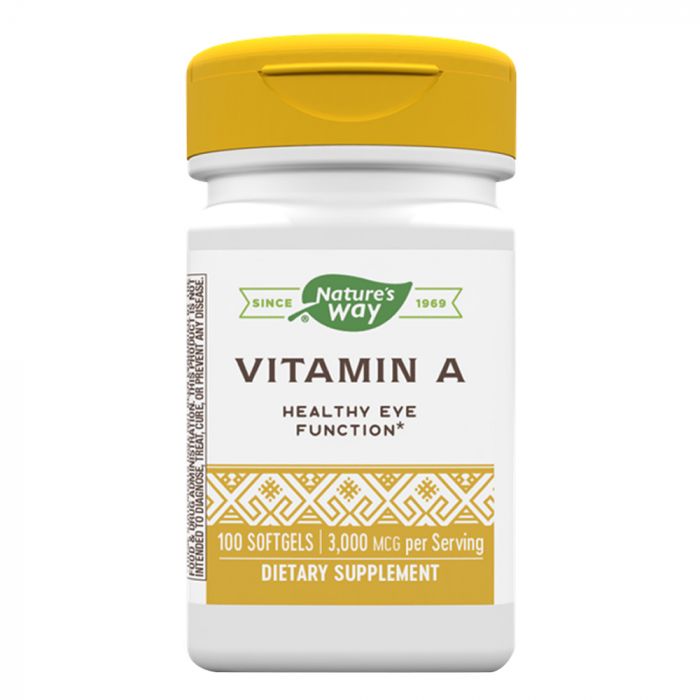 SINCE
Nature's
Way®
1969
VITAMIN A
HEALTHY EYE
FUNCTION*
100 SOFTGELS | 3,000 MCG per Serving
DIETARY SUPPLEMENT
FOOD & DRUG ADMINISTRATION. THIS PRODUCT IS NOT
INTENDED TO DIAGNOSE, TREAT, CURE, OR PREVENT ANY DISEASE.